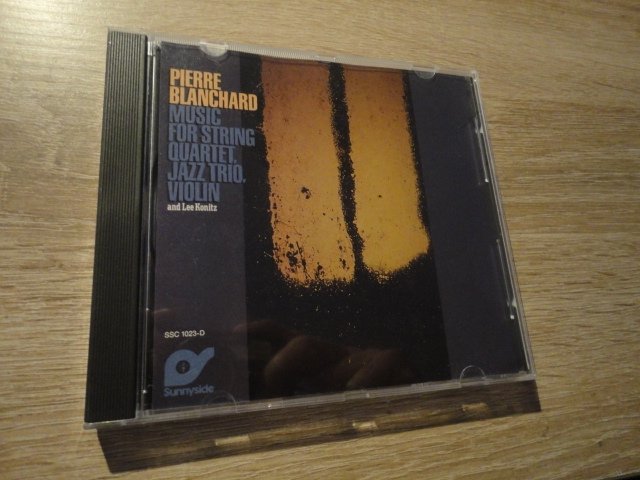 PIERRE
BLANCHARD
MUSIC
FOR STRING
QUARTET,
JAZZ TRIO,
VIOLIN
and Lee Konitz
SSC 1023-D
Sunnyside